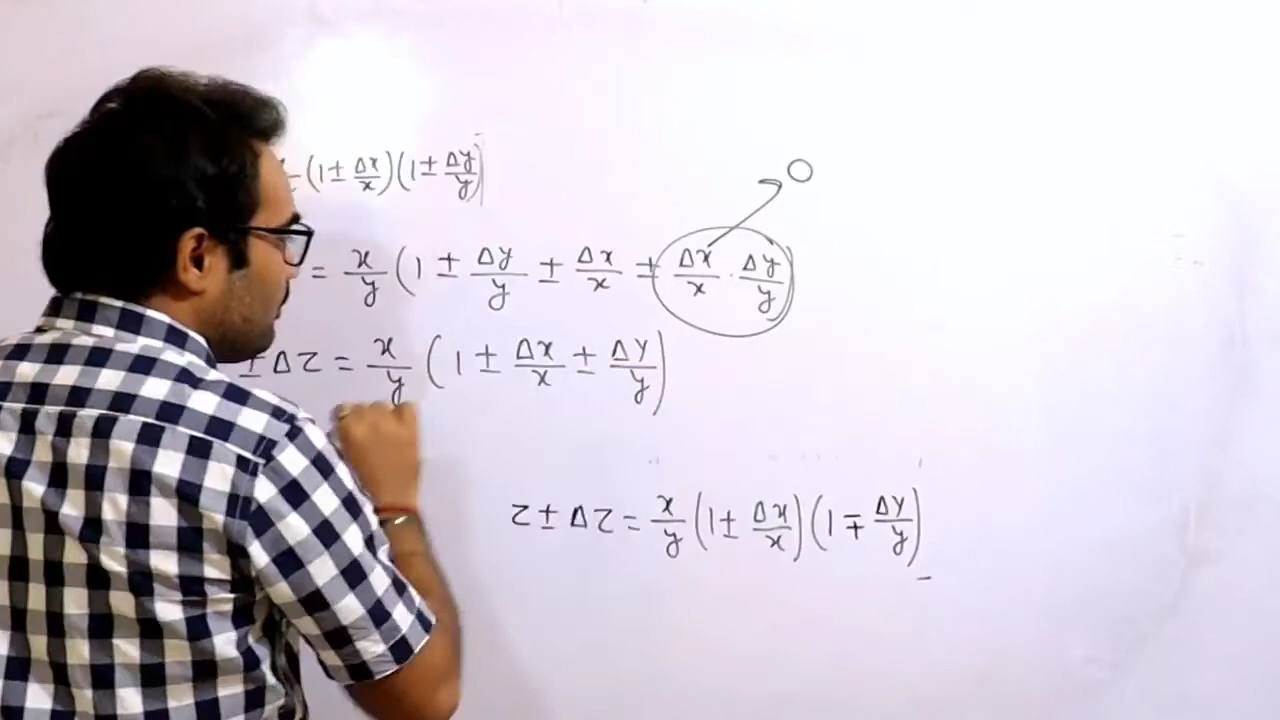 (1 ± Δx/x)(1 ± Δy/y)
= x/y (1 ± Δy/y ± Δx/x ± Δx/x · Δy/y) → 0
± Δz = x/y (1 ± Δx/x ± Δy/y)
z ± Δz = x/y (1 ± Δx/x)(1 ∓ Δy/y)